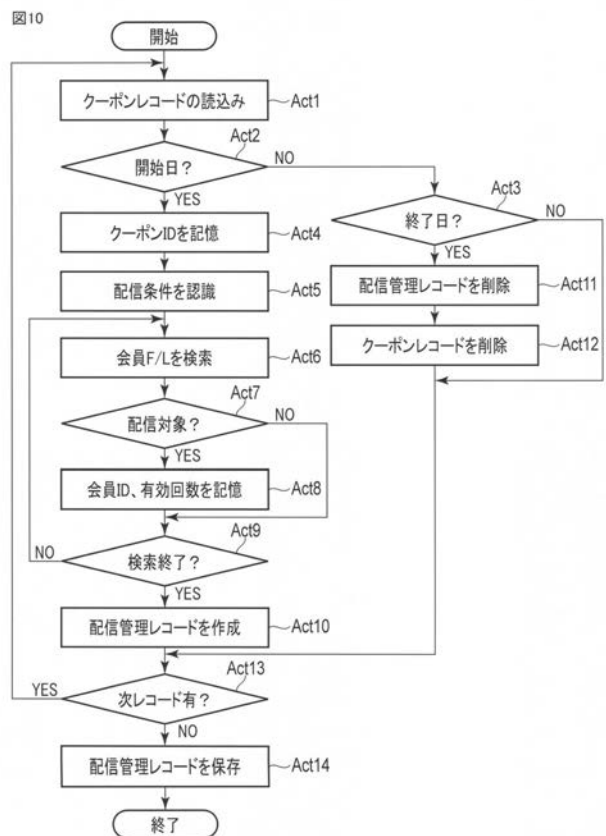 図10
開始
クーポンレコードの読込み
Act1
開始日?
Act2
NO
YES
終了日?
Act3
NO
YES
クーポンIDを記憶
Act4
配信管理レコードを削除
Act11
配信条件を認識
Act5
クーポンレコードを削除
Act12
会員F/Lを検索
Act6
配信対象?
Act7
NO
YES
会員ID、有効回数を記憶
Act8
検索終了?
Act9
NO
YES
配信管理レコードを作成
Act10
次レコード有?
Act13
YES
NO
配信管理レコードを保存
Act14
終了